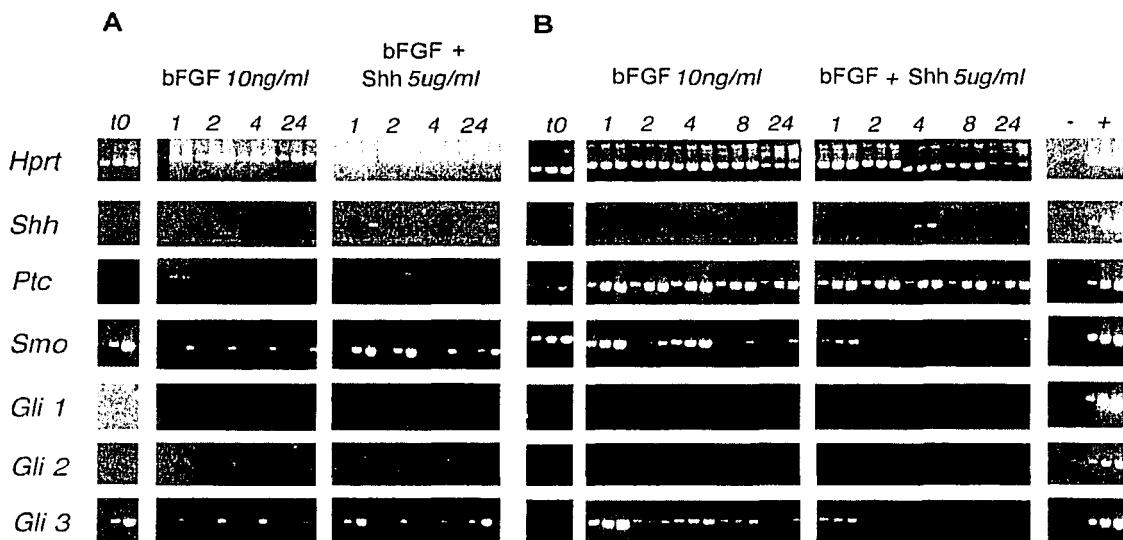 A B
bFGF +
bFGF 10ng/ml Shh 5ug/ml bFGF 10ng/ml bFGF + Shh 5ug/ml
t0 1 2 4 24 1 2 4 24 t0 1 2 4 8 24 1 2 4 8 24 - +
Hprt
Shh
Ptc
Smo
Gli 1
Gli 2
Gli 3